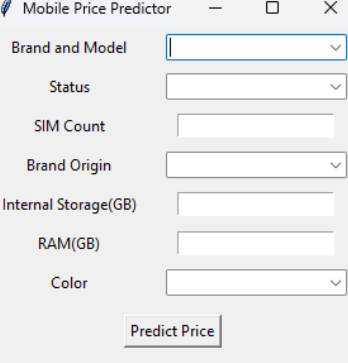 Mobile Price Predictor
Brand and Model
Status
SIM Count
Brand Origin
Internal Storage(GB)
RAM(GB)
Color
Predict Price